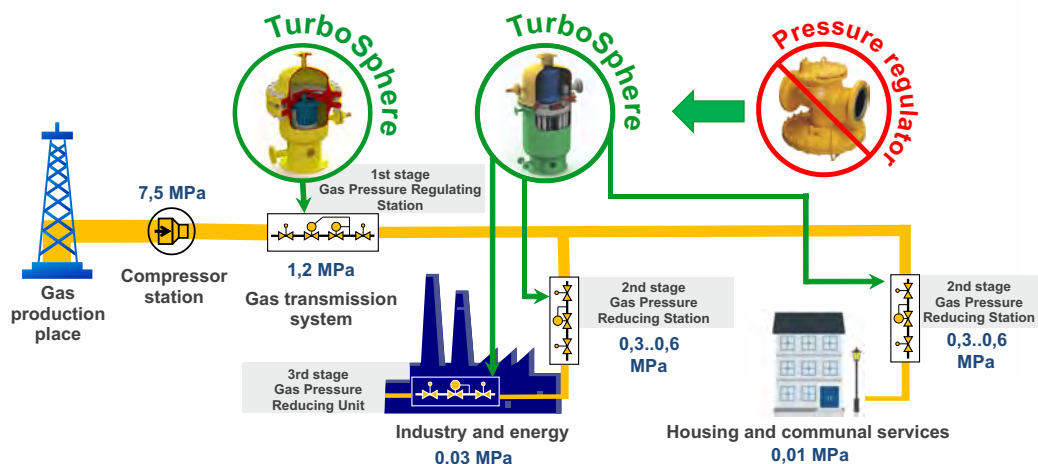 TurboSphere
TurboSphere
Pressure regulator
1st stage
Gas Pressure Regulating
Station
7,5 MPa
1,2 MPa
Compressor
station
Gas
production
place
Gas transmission
system
2nd stage
Gas Pressure
Reducing Station
0,3..0,6
MPa
2nd stage
Gas Pressure
Reducing Station
0,3..0,6
MPa
3rd stage
Gas Pressure
Reducing Unit
Industry and energy
0.03 MPa
Housing and communal services
0,01 MPa